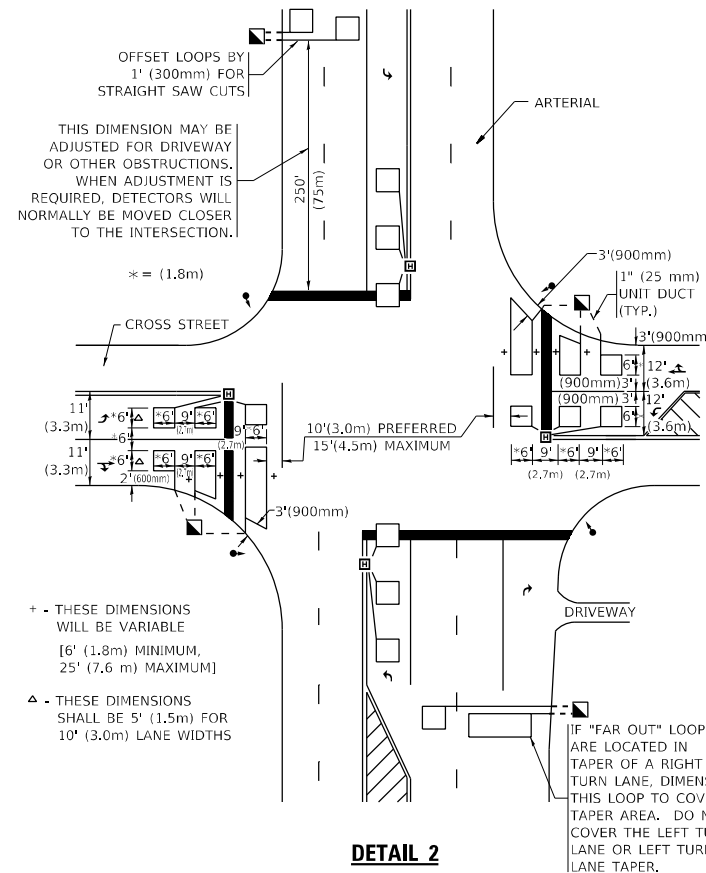 OFFSET LOOPS BY
1' (300mm) FOR
STRAIGHT SAW CUTS
ARTERIAL
THIS DIMENSION MAY BE
ADJUSTED FOR DRIVEWAY
OR OTHER OBSTRUCTIONS.
WHEN ADJUSTMENT IS
REQUIRED, DETECTORS WILL
NORMALLY BE MOVED CLOSER
TO THE INTERSECTION.
250'
(75m)
* = (1.8m)
H
3'(900mm)
1" (25 mm)
UNIT DUCT
(TYP.)
CROSS STREET
3'(900mm)
6'* 12'
(3.6m)
(900mm) 3'
(900mm) 3' 12'
6'*
(3.6m)
H
11'
(3.3m)
*6' Δ *6' 9' *6'
(2.7m)
*6'
9' *6'
(2.7m)
10'(3.0m) PREFERRED
15'(4.5m) MAXIMUM
11'
(3.3m)
*6' Δ *6' 9' *6'
(2.7m)
2'(600mm)
H
*6' 9' *6' 9' *6'
(2.7m) (2.7m)
3'(900mm)
H
+ - THESE DIMENSIONS
WILL BE VARIABLE
[6' (1.8m) MINIMUM,
25' (7.6 m) MAXIMUM]
DRIVEWAY
Δ - THESE DIMENSIONS
SHALL BE 5' (1.5m) FOR
10' (3.0m) LANE WIDTHS
IF "FAR OUT" LOOP
ARE LOCATED IN
TAPER OF A RIGHT
TURN LANE, DIMENS
THIS LOOP TO COV
TAPER AREA. DO N
COVER THE LEFT TU
LANE OR LEFT TURN
LANE TAPER.
DETAIL 2